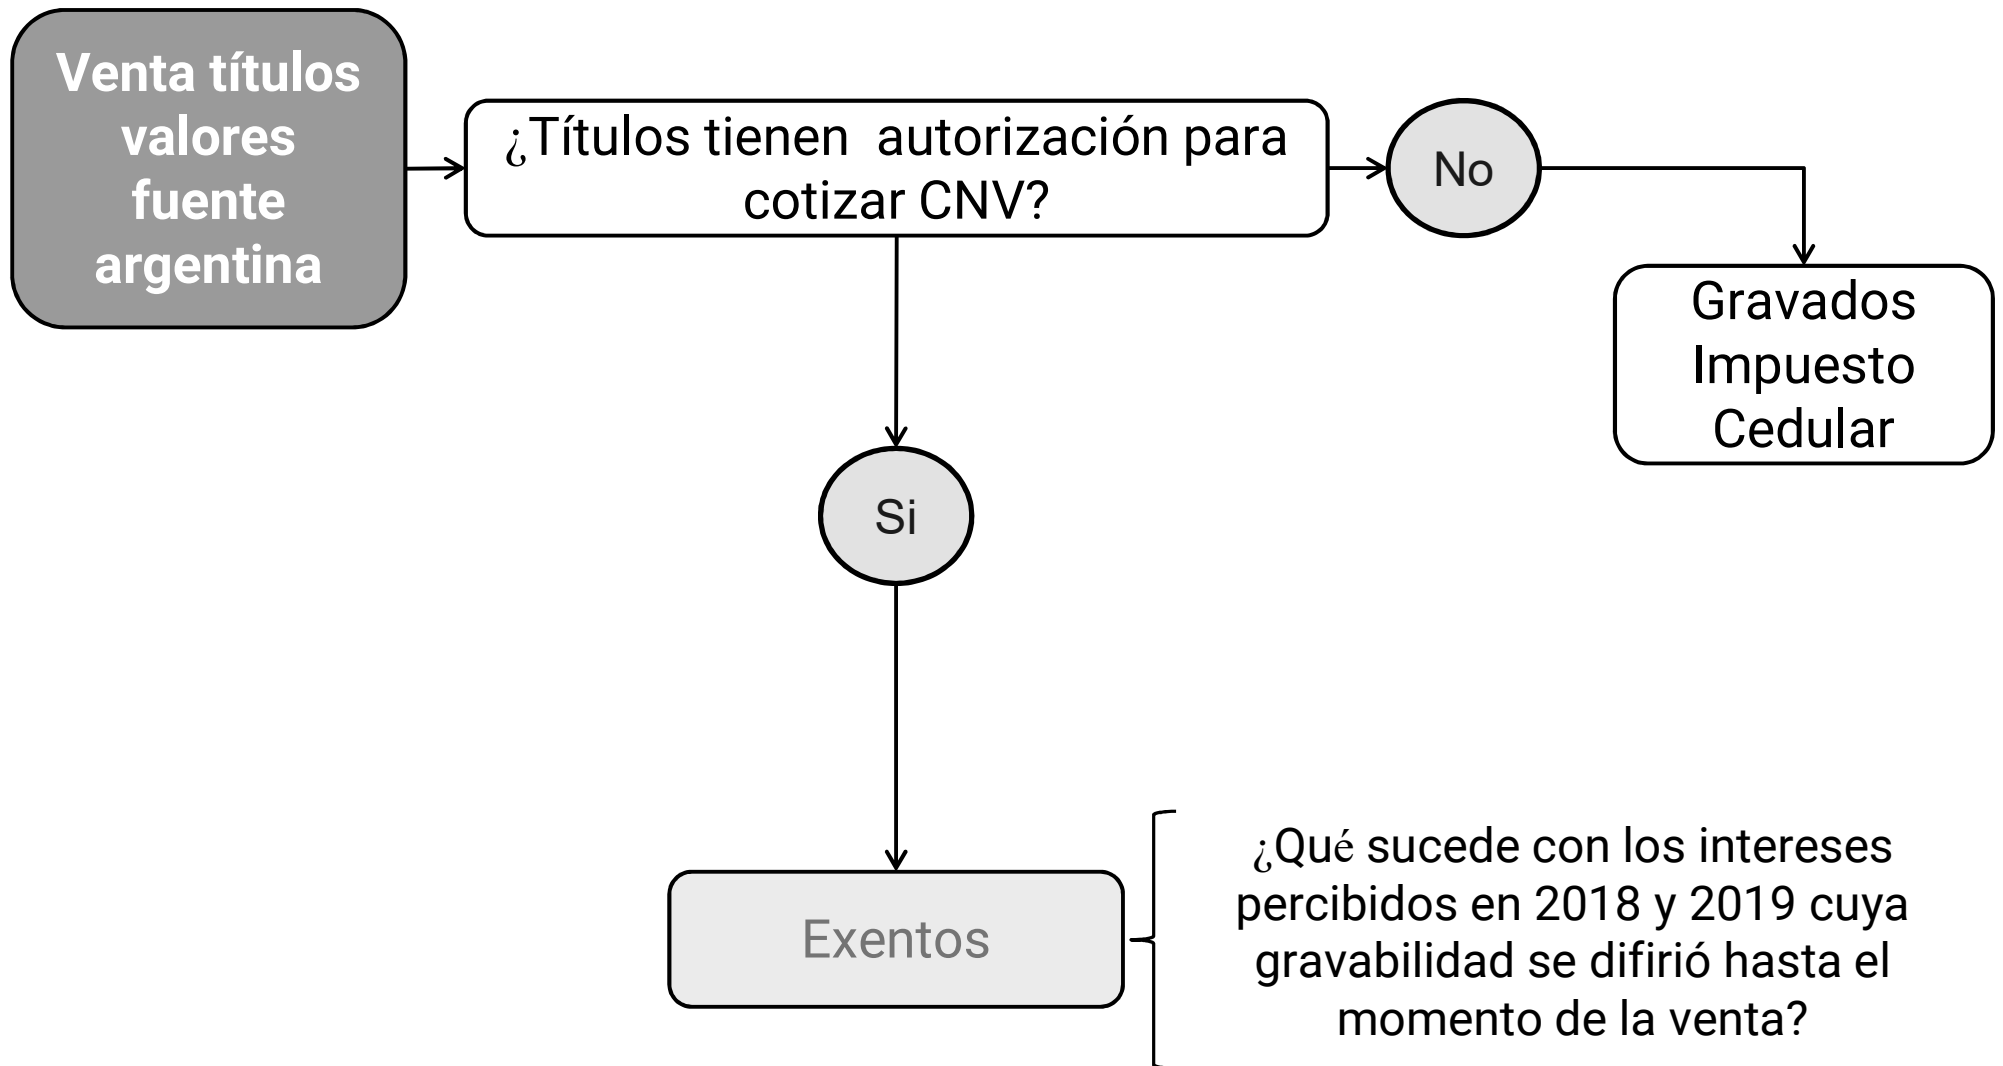 Venta títulos
valores
fuente
argentina
¿Títulos tienen autorización para
cotizar CNV?
No
Gravados
Impuesto
Cedular
Si
Exentos
¿Qué sucede con los intereses
percibidos en 2018 y 2019 cuya
gravabilidad se difirió hasta el
momento de la venta?